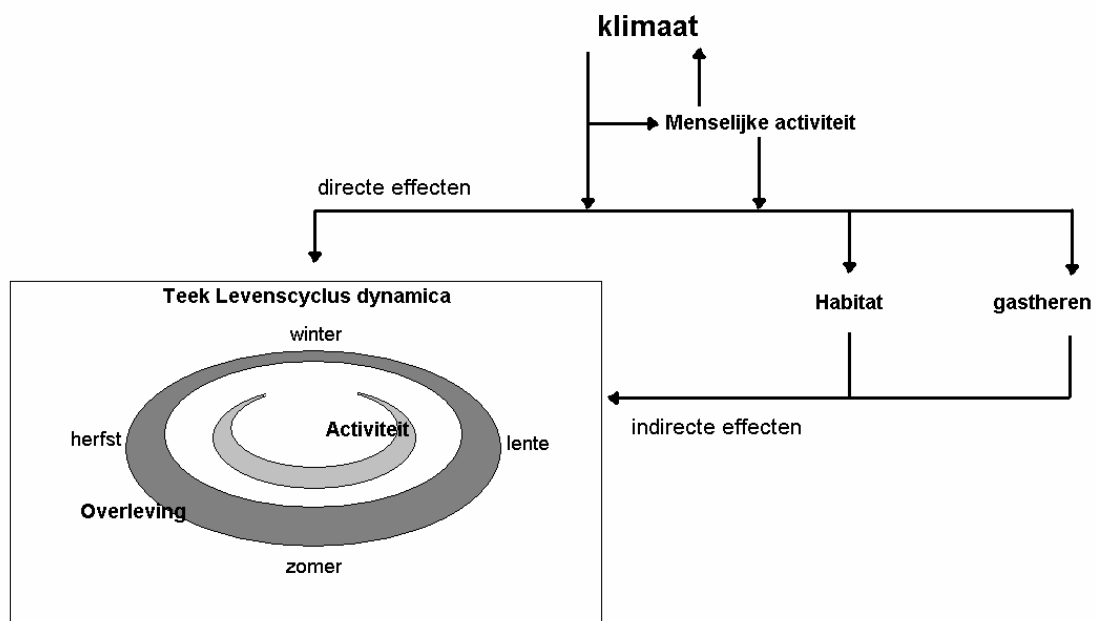 klimaat
Menselijke activiteit
directe effecten
Teek Levenscyclus dynamica
Habitat
gastheren
winter
Activiteit
indirecte effecten
herfst
lente
Overleving
zomer